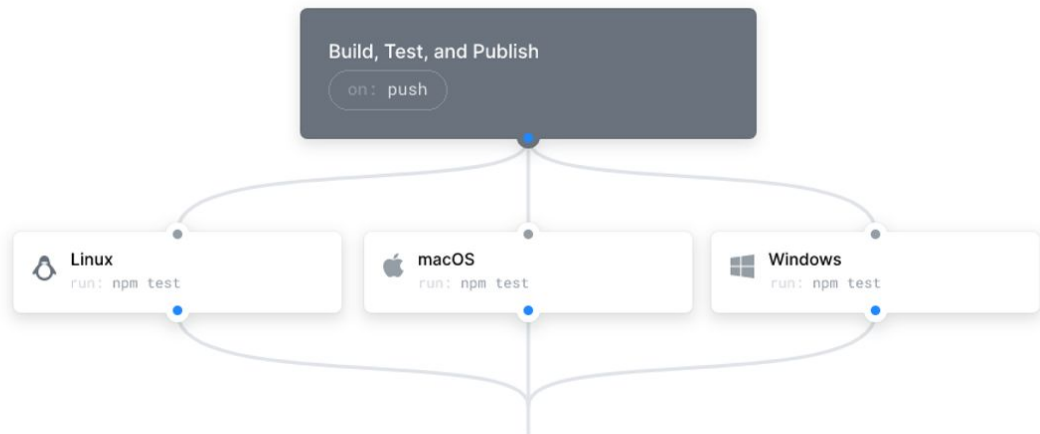 Build, Test, and Publish
on: push
Linux
run: npm test
macOS
run: npm test
Windows
run: npm test